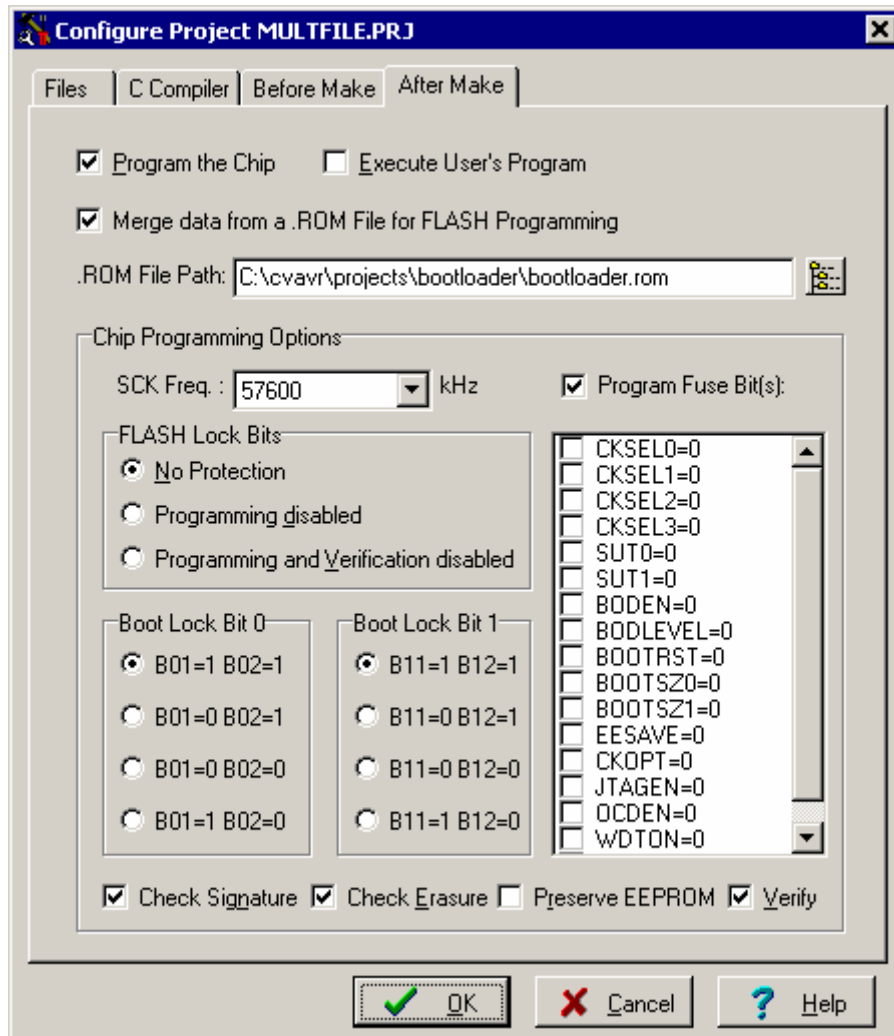 Configure Project MULTFILE.PRJ
Files C Compiler Before Make After Make
Program the Chip Execute User's Program
Merge data from a .ROM File for FLASH Programming
.ROM File Path: C:\cvavr\projects\bootloader\bootloader.rom
Chip Programming Options
SCK Freq. : 57600 kHz Program Fuse Bit(s):
FLASH Lock Bits
No Protection
Programming disabled
Programming and Verification disabled
Boot Lock Bit 0
B01=1 B02=1
B01=0 B02=1
B01=0 B02=0
B01=1 B02=0
Boot Lock Bit 1
B11=1 B12=1
B11=0 B12=1
B11=0 B12=0
B11=1 B12=0
CKSEL0=0
CKSEL1=0
CKSEL2=0
CKSEL3=0
SUT0=0
SUT1=0
BODEN=0
BODLEVEL=0
BOOTRST=0
BOOTSZ0=0
BOOTSZ1=0
EESAVE=0
CKOPT=0
JTAGEN=0
OCDEN=0
WDTON=0
Check Signature Check Erasure Preserve EEPROM Verify
OK Cancel Help